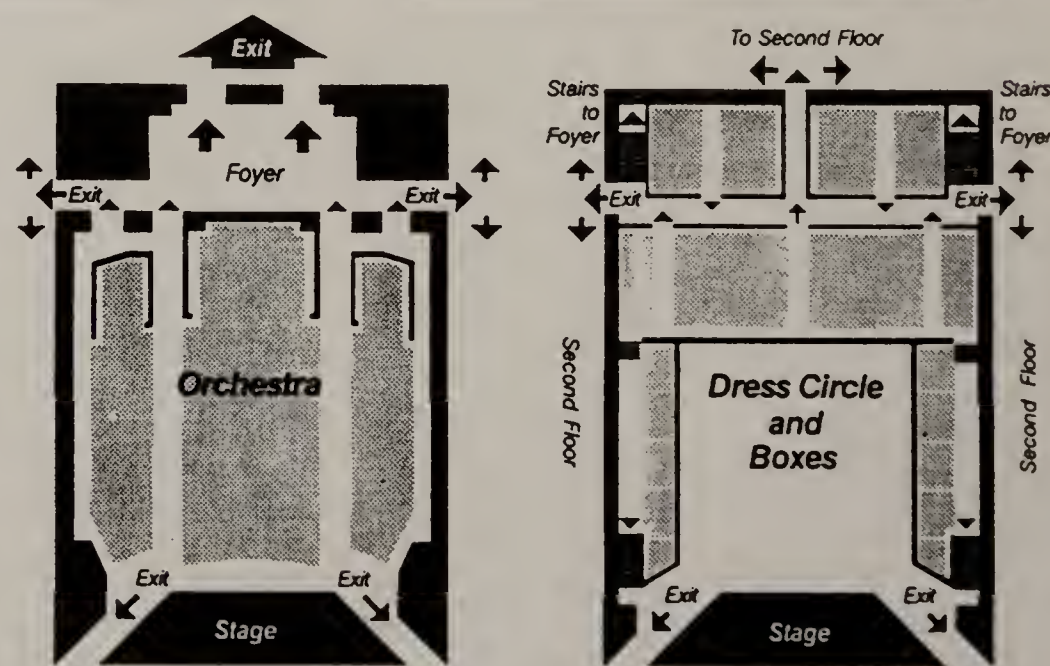 Exit
Foyer
Exit
Exit
Orchestra
Exit
Exit
Stage
To Second Floor
Stairs
to
Foyer
Stairs
to
Foyer
Exit
Exit
Second Floor
Dress Circle
and
Boxes
Second Floor
Exit
Exit
Stage